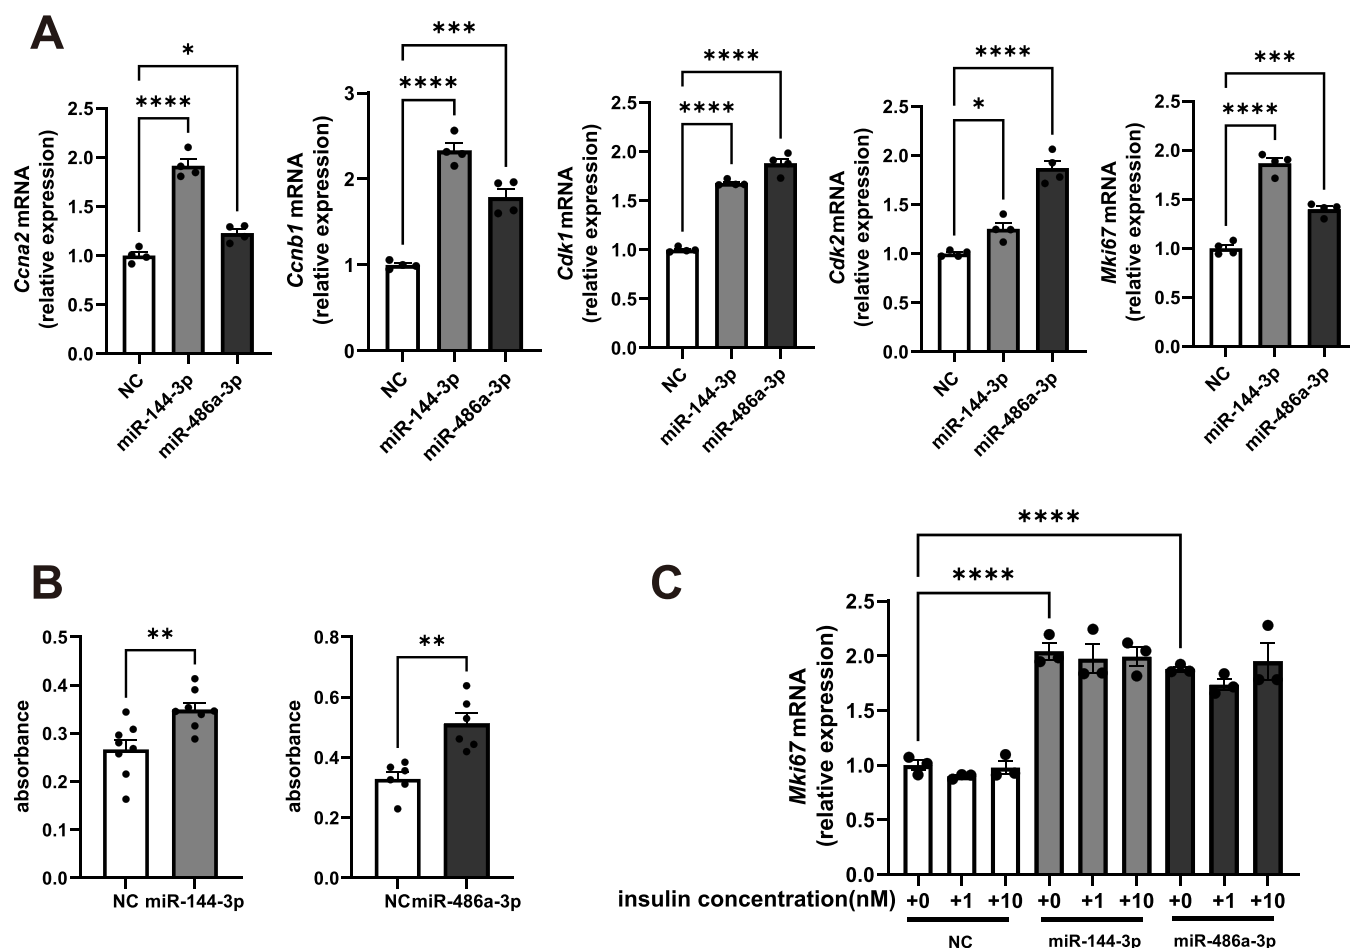 A
*
****
Ccna2 mRNA
(relative expression)
2.5
2.0
1.5
1.0
0.5
0.0
NC
miR-144-3p
miR-486a-3p
***
****
Ccnb1 mRNA
(relative expression)
3
2
1
0
NC
miR-144-3p
miR-486a-3p
****
****
Cdk1 mRNA
(relative expression)
2.5
2.0
1.5
1.0
0.5
0.0
NC
miR-144-3p
miR-486a-3p
****
*
Cdk2 mRNA
(relative expression)
2.5
2.0
1.5
1.0
0.5
0.0
NC
miR-144-3p
miR-486a-3p
***
****
Mki67 mRNA
(relative expression)
2.5
2.0
1.5
1.0
0.5
0.0
NC
miR-144-3p
miR-486a-3p
B
**
absorbance
0.5
0.4
0.3
0.2
0.1
0.0
NC miR-144-3p
**
absorbance
0.8
0.6
0.4
0.2
0.0
NC miR-486a-3p
C
****
****
Mki67 mRNA
(relative expression)
2.5
2.0
1.5
1.0
0.5
0.0
insulin concentration(nM) +0 +1 +10 +0 +1 +10 +0 +1 +10
NC miR-144-3p miR-486a-3p